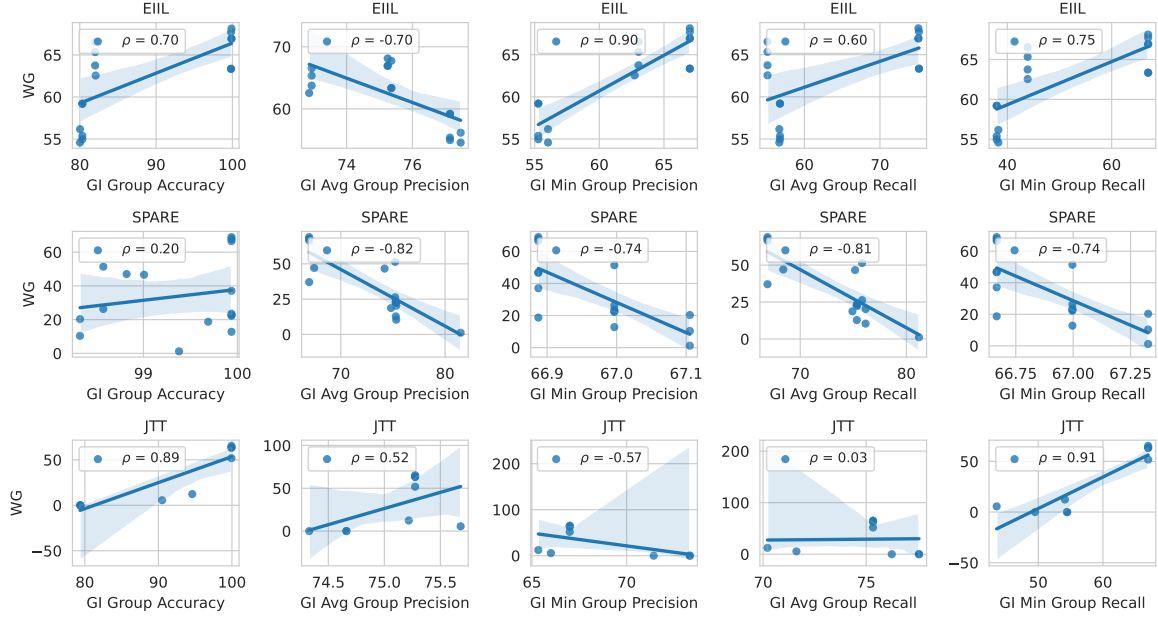 EIIL EIIL EIIL EIIL EIIL
ρ = 0.70 ρ = -0.70 ρ = 0.90 ρ = 0.60 ρ = 0.75
WG
65 60 55
70 60
65 60 55
65 60 55
65 60 55
80 90 100 74 76 55 60 65 60 70 40 60
GI Group Accuracy GI Avg Group Precision GI Min Group Precision GI Avg Group Recall GI Min Group Recall
SPARE SPARE SPARE SPARE SPARE
ρ = 0.20 ρ = -0.82 ρ = -0.74 ρ = -0.81 ρ = -0.74
WG
60 40 20 0
50 25 0
60 40 20 0
50 25 0
60 40 20 0
99 100 70 80 66.9 67.0 67.1 70 80 66.75 67.00 67.25
GI Group Accuracy GI Avg Group Precision GI Min Group Precision GI Avg Group Recall GI Min Group Recall
JTT JTT JTT JTT JTT
ρ = 0.89 ρ = 0.52 ρ = -0.57 ρ = 0.03 ρ = 0.91
WG
50 0 −50
100 50 0
200 100 0
200 100 0
50 0 −50
80 90 100 74.5 75.0 75.5 65 70 70 75 50 60
GI Group Accuracy GI Avg Group Precision GI Min Group Precision GI Avg Group Recall GI Min Group Recall